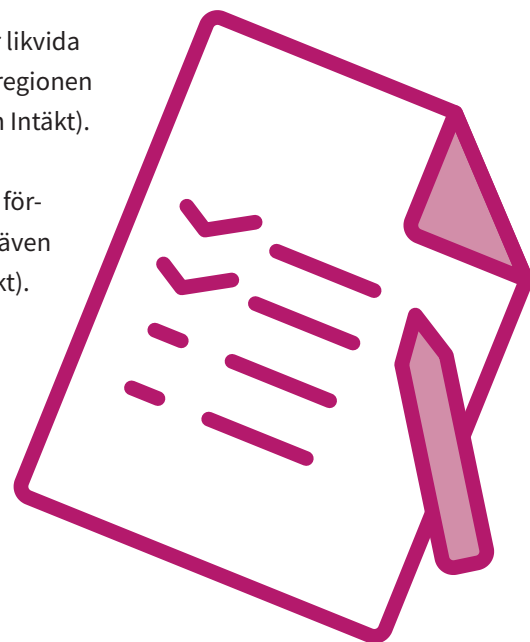 likvida
regionen
Intäkt).
för-
även
kt).